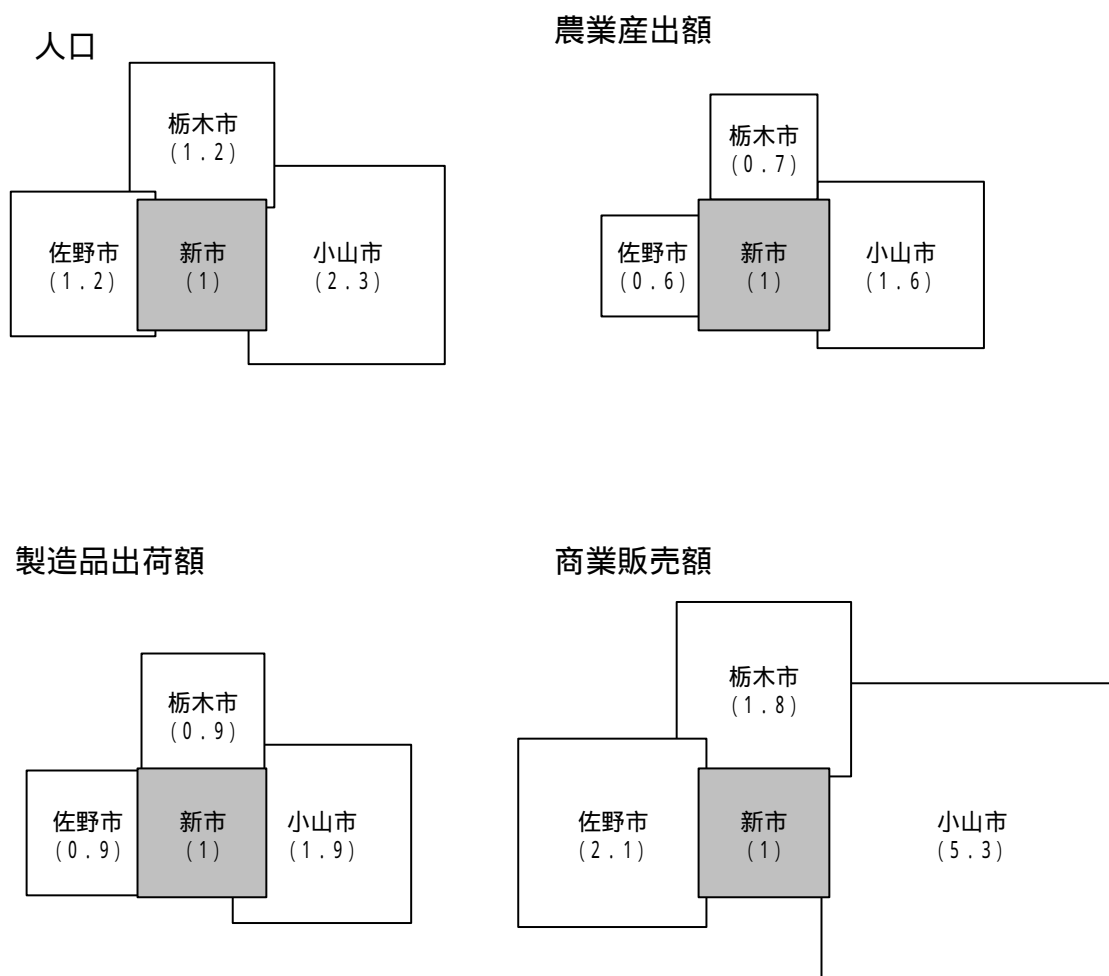 人口
栃木市
(1.2)
佐野市
(1.2)
新市
(1)
小山市
(2.3)
農業産出額
栃木市
(0.7)
佐野市
(0.6)
新市
(1)
小山市
(1.6)
製造品出荷額
栃木市
(0.9)
佐野市
(0.9)
新市
(1)
小山市
(1.9)
商業販売額
栃木市
(1.8)
佐野市
(2.1)
新市
(1)
小山市
(5.3)